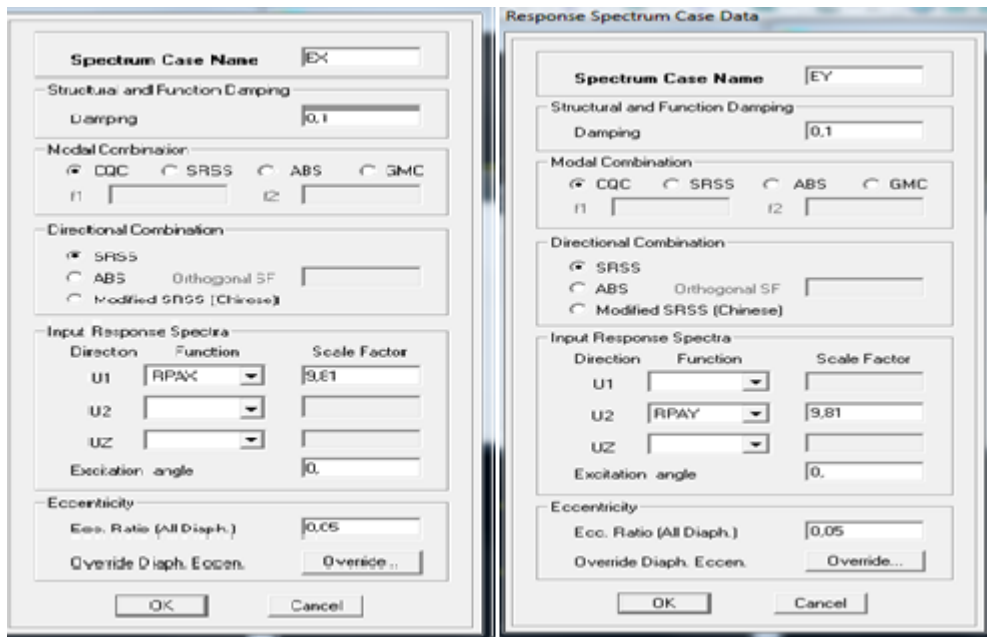 Spectrum Case Name EX
Structural and Function Damping
Damping 0,1
Modal Combination
CQC SRSS ABS GMC
f1 f2
Directional Combination
SRSS
ABS Orthogonal SF
Modified SRSS (Chinese)
Input Response Spectra
Direction Function Scale Factor
U1 RPAX 9,81
U2
UZ
Excitation angle 0,
Eccentricity
Ecc. Ratio (All Diaph.) 0,05
Override Diaph. Eccen. Override...
OK Cancel
Response Spectrum Case Data
Spectrum Case Name EY
Structural and Function Damping
Damping 0,1
Modal Combination
CQC SRSS ABS GMC
f1 f2
Directional Combination
SRSS
ABS Orthogonal SF
Modified SRSS (Chinese)
Input Response Spectra
Direction Function Scale Factor
U1
U2 RPAY 9,81
UZ
Excitation angle 0,
Eccentricity
Ecc. Ratio (All Diaph.) 0,05
Override Diaph. Eccen. Override...
OK Cancel